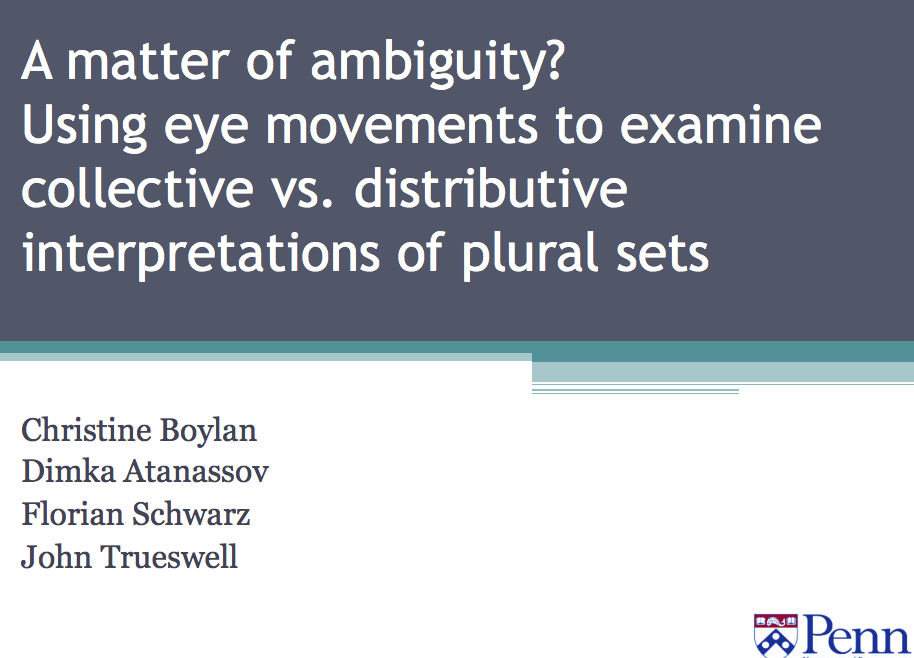 A matter of ambiguity?
Using eye movements to examine
collective vs. distributive
interpretations of plural sets
Christine Boylan
Dimka Atanassov
Florian Schwarz
John Trueswell
Penn